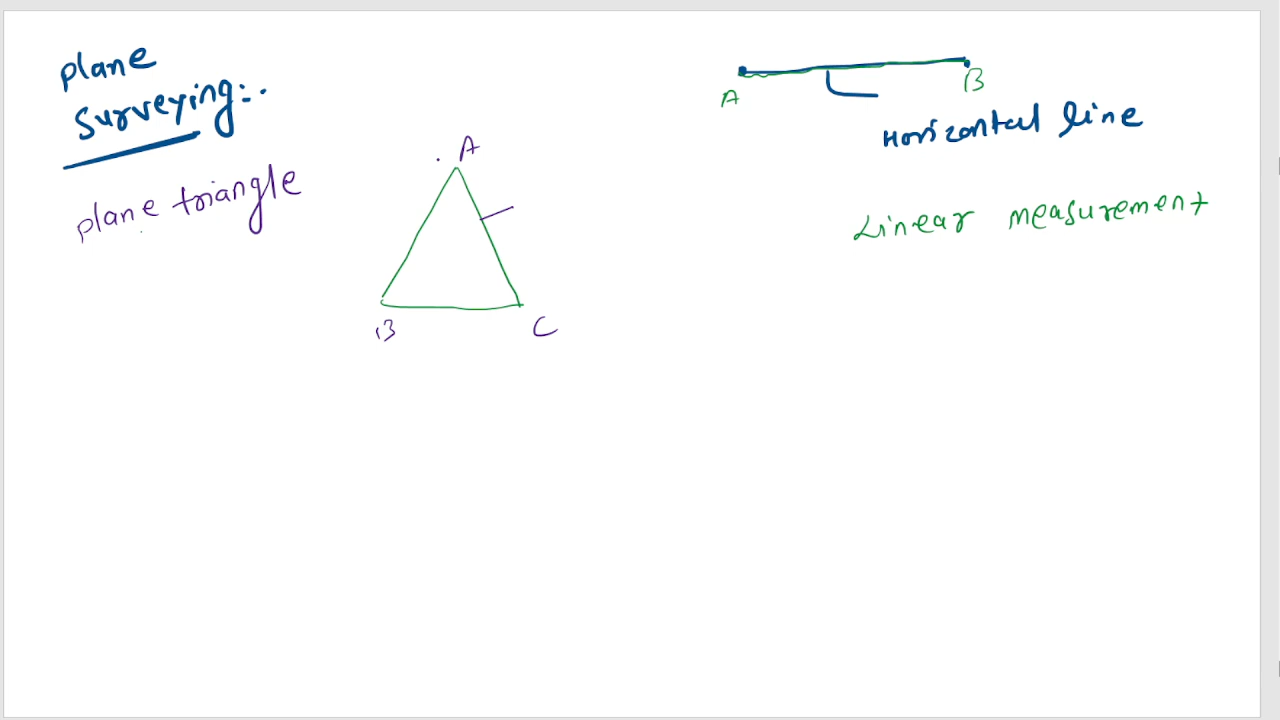 plane
Surveying:-
plane triangle
A
B
C
A
B
Horizontal line
Linear measurement